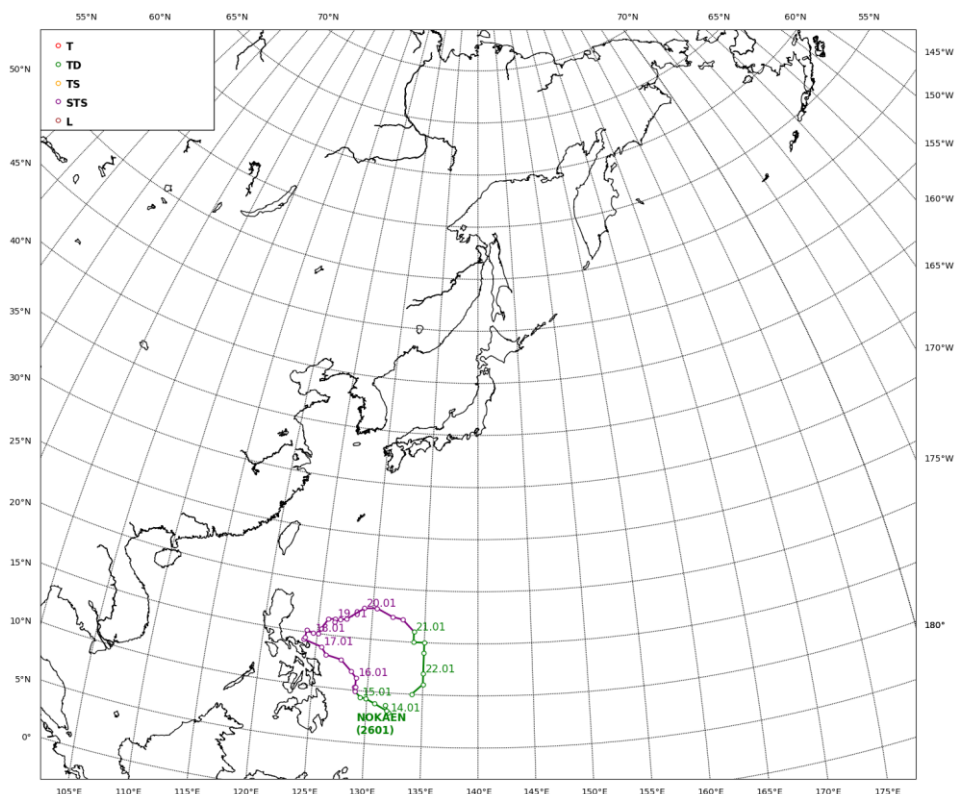 55°N 60°N 65°N 70°N 70°N 65°N 60°N 55°N
T
TD
TS
STS
L
50°N
45°N
40°N
35°N
30°N
25°N
20°N
15°N
10°N
5°N
0°
145°W
150°W
155°W
160°W
165°W
170°W
175°W
180°
20.01
19.01
18.01
21.01
17.01
16.01
22.01
15.01
14.01
NOKAEN
(2601)
105°E 110°E 115°E 120°E 125°E 130°E 135°E 140°E 145°E 150°E 155°E 160°E 165°E 170°E 175°E